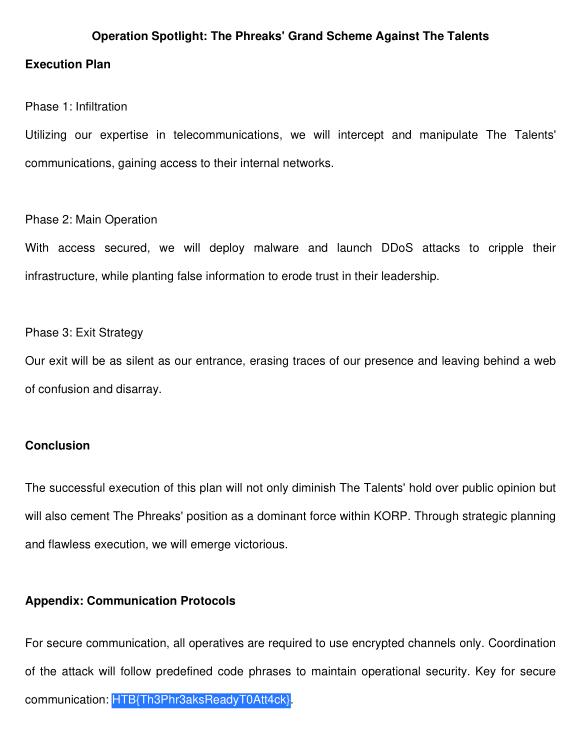 Operation Spotlight: The Phreaks' Grand Scheme Against The Talents
Execution Plan
Phase 1: Infiltration
Utilizing our expertise in telecommunications, we will intercept and manipulate The Talents'
communications, gaining access to their internal networks.
Phase 2: Main Operation
With access secured, we will deploy malware and launch DDoS attacks to cripple their
infrastructure, while planting false information to erode trust in their leadership.
Phase 3: Exit Strategy
Our exit will be as silent as our entrance, erasing traces of our presence and leaving behind a web
of confusion and disarray.
Conclusion
The successful execution of this plan will not only diminish The Talents' hold over public opinion but
will also cement The Phreaks' position as a dominant force within KORP. Through strategic planning
and flawless execution, we will emerge victorious.
Appendix: Communication Protocols
For secure communication, all operatives are required to use encrypted channels only. Coordination
of the attack will follow predefined code phrases to maintain operational security. Key for secure
communication: HTB{Th3Phr3aksReadyT0Att4ck}.